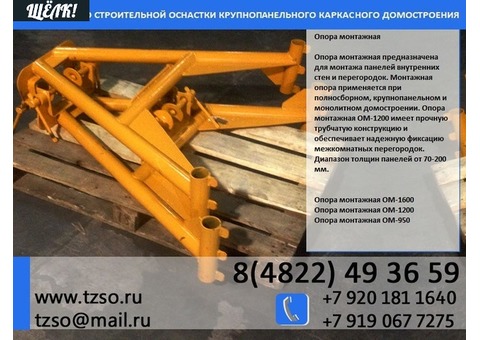 ЩЁЛК!
О СТРОИТЕЛЬНОЙ ОСНАСТКИ КРУПНОПАНЕЛЬНОГО КАРКАСНОГО ДОМОСТРОЕНИЯ
Опора монтажная
Опора монтажная предназначена
для монтажа панелей внутренних
стен и перегородок. Монтажная
опора применяется при
полносборном, крупнопанельном и
монолитном домостроении. Опора
монтажная ОМ-1200 имеет прочную
трубчатую конструкцию и
обеспечивает надежную фиксацию
межкомнатных перегородок.
Диапазон толщин панелей от 70-200
мм.
Опора монтажная ОМ-1600
Опора монтажная ОМ-1200
Опора монтажная ОМ-950
8(4822) 49 36 59
www.tzso.ru
+7 920 181 1640
tzso@mail.ru
+7 919 067 7275